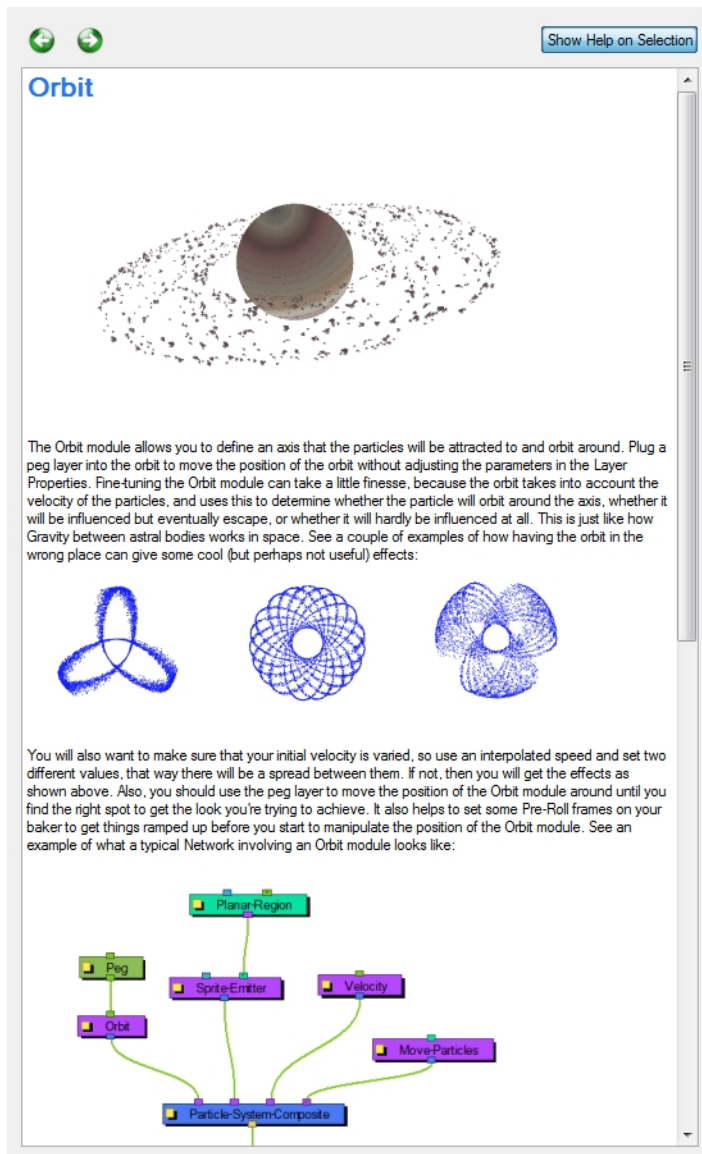 Show Help on Selection
Orbit
The Orbit module allows you to define an axis that the particles will be attracted to and orbit around. Plug a
peg layer into the orbit to move the position of the orbit without adjusting the parameters in the Layer
Properties. Fine-tuning the Orbit module can take a little finesse, because the orbit takes into account the
velocity of the particles, and uses this to determine whether the particle will orbit around the axis, whether it
will be influenced but eventually escape, or whether it will hardly be influenced at all. This is just like how
Gravity between astral bodies works in space. See a couple of examples of how having the orbit in the
wrong place can give some cool (but perhaps not useful) effects:
You will also want to make sure that your initial velocity is varied, so use an interpolated speed and set two
different values, that way there will be a spread between them. If not, then you will get the effects as
shown above. Also, you should use the peg layer to move the position of the Orbit module around until you
find the right spot to get the look you're trying to achieve. It also helps to set some Pre-Roll frames on your
baker to get things ramped up before you start to manipulate the position of the Orbit module. See an
example of what a typical Network involving an Orbit module looks like:
Planar-Region
Peg
Sprite-Emitter
Velocity
Orbit
Move-Particles
Particle-System-Composite